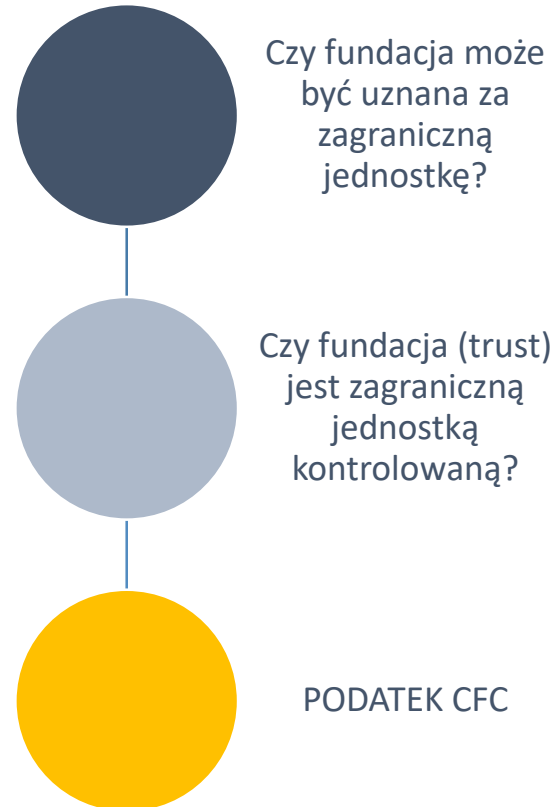 Czy fundacja może
być uznana za
zagraniczną
jednostkę?
Czy fundacja (trust)
jest zagraniczną
jednostką
kontrolowaną?
PODATEK CFC